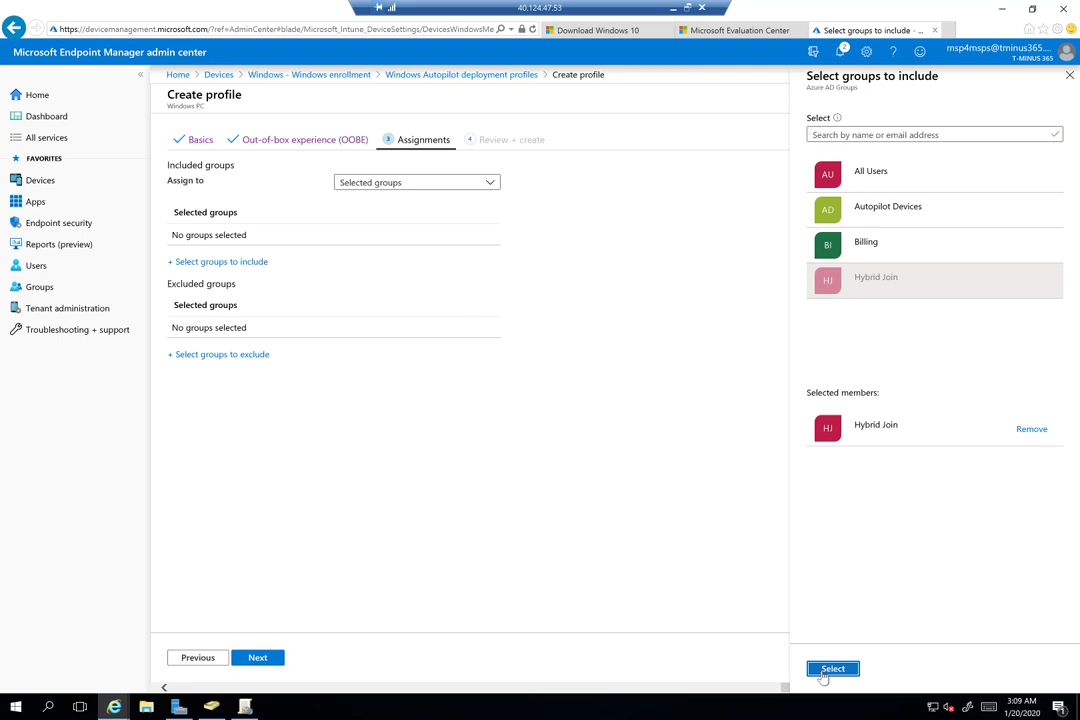 40.124.47.53
https://devicemanagement.microsoft.com/?ref=AdminCenter#blade/Microsoft_Intune_DeviceSettings/DevicesWindowsMe
Download Windows 10
Microsoft Evaluation Center
Select groups to include - ...
Microsoft Endpoint Manager admin center
2
msp4msps@tminus365....
T-MINUS 365
Home
Dashboard
All services
FAVORITES
Devices
Apps
Endpoint security
Reports (preview)
Users
Groups
Tenant administration
Troubleshooting + support
Home > Devices > Windows - Windows enrollment > Windows Autopilot deployment profiles > Create profile
Create profile
Windows PC
Basics
Out-of-box experience (OOBE)
3 Assignments
4 Review + create
Included groups
Assign to
Selected groups
Selected groups
No groups selected
+ Select groups to include
Excluded groups
Selected groups
No groups selected
+ Select groups to exclude
Previous
Next
Select groups to include
Azure AD Groups
Select
Search by name or email address
AU All Users
AD Autopilot Devices
BI Billing
HJ Hybrid Join
Selected members:
HJ Hybrid Join
Remove
Select
3:09 AM
1/20/2020
1